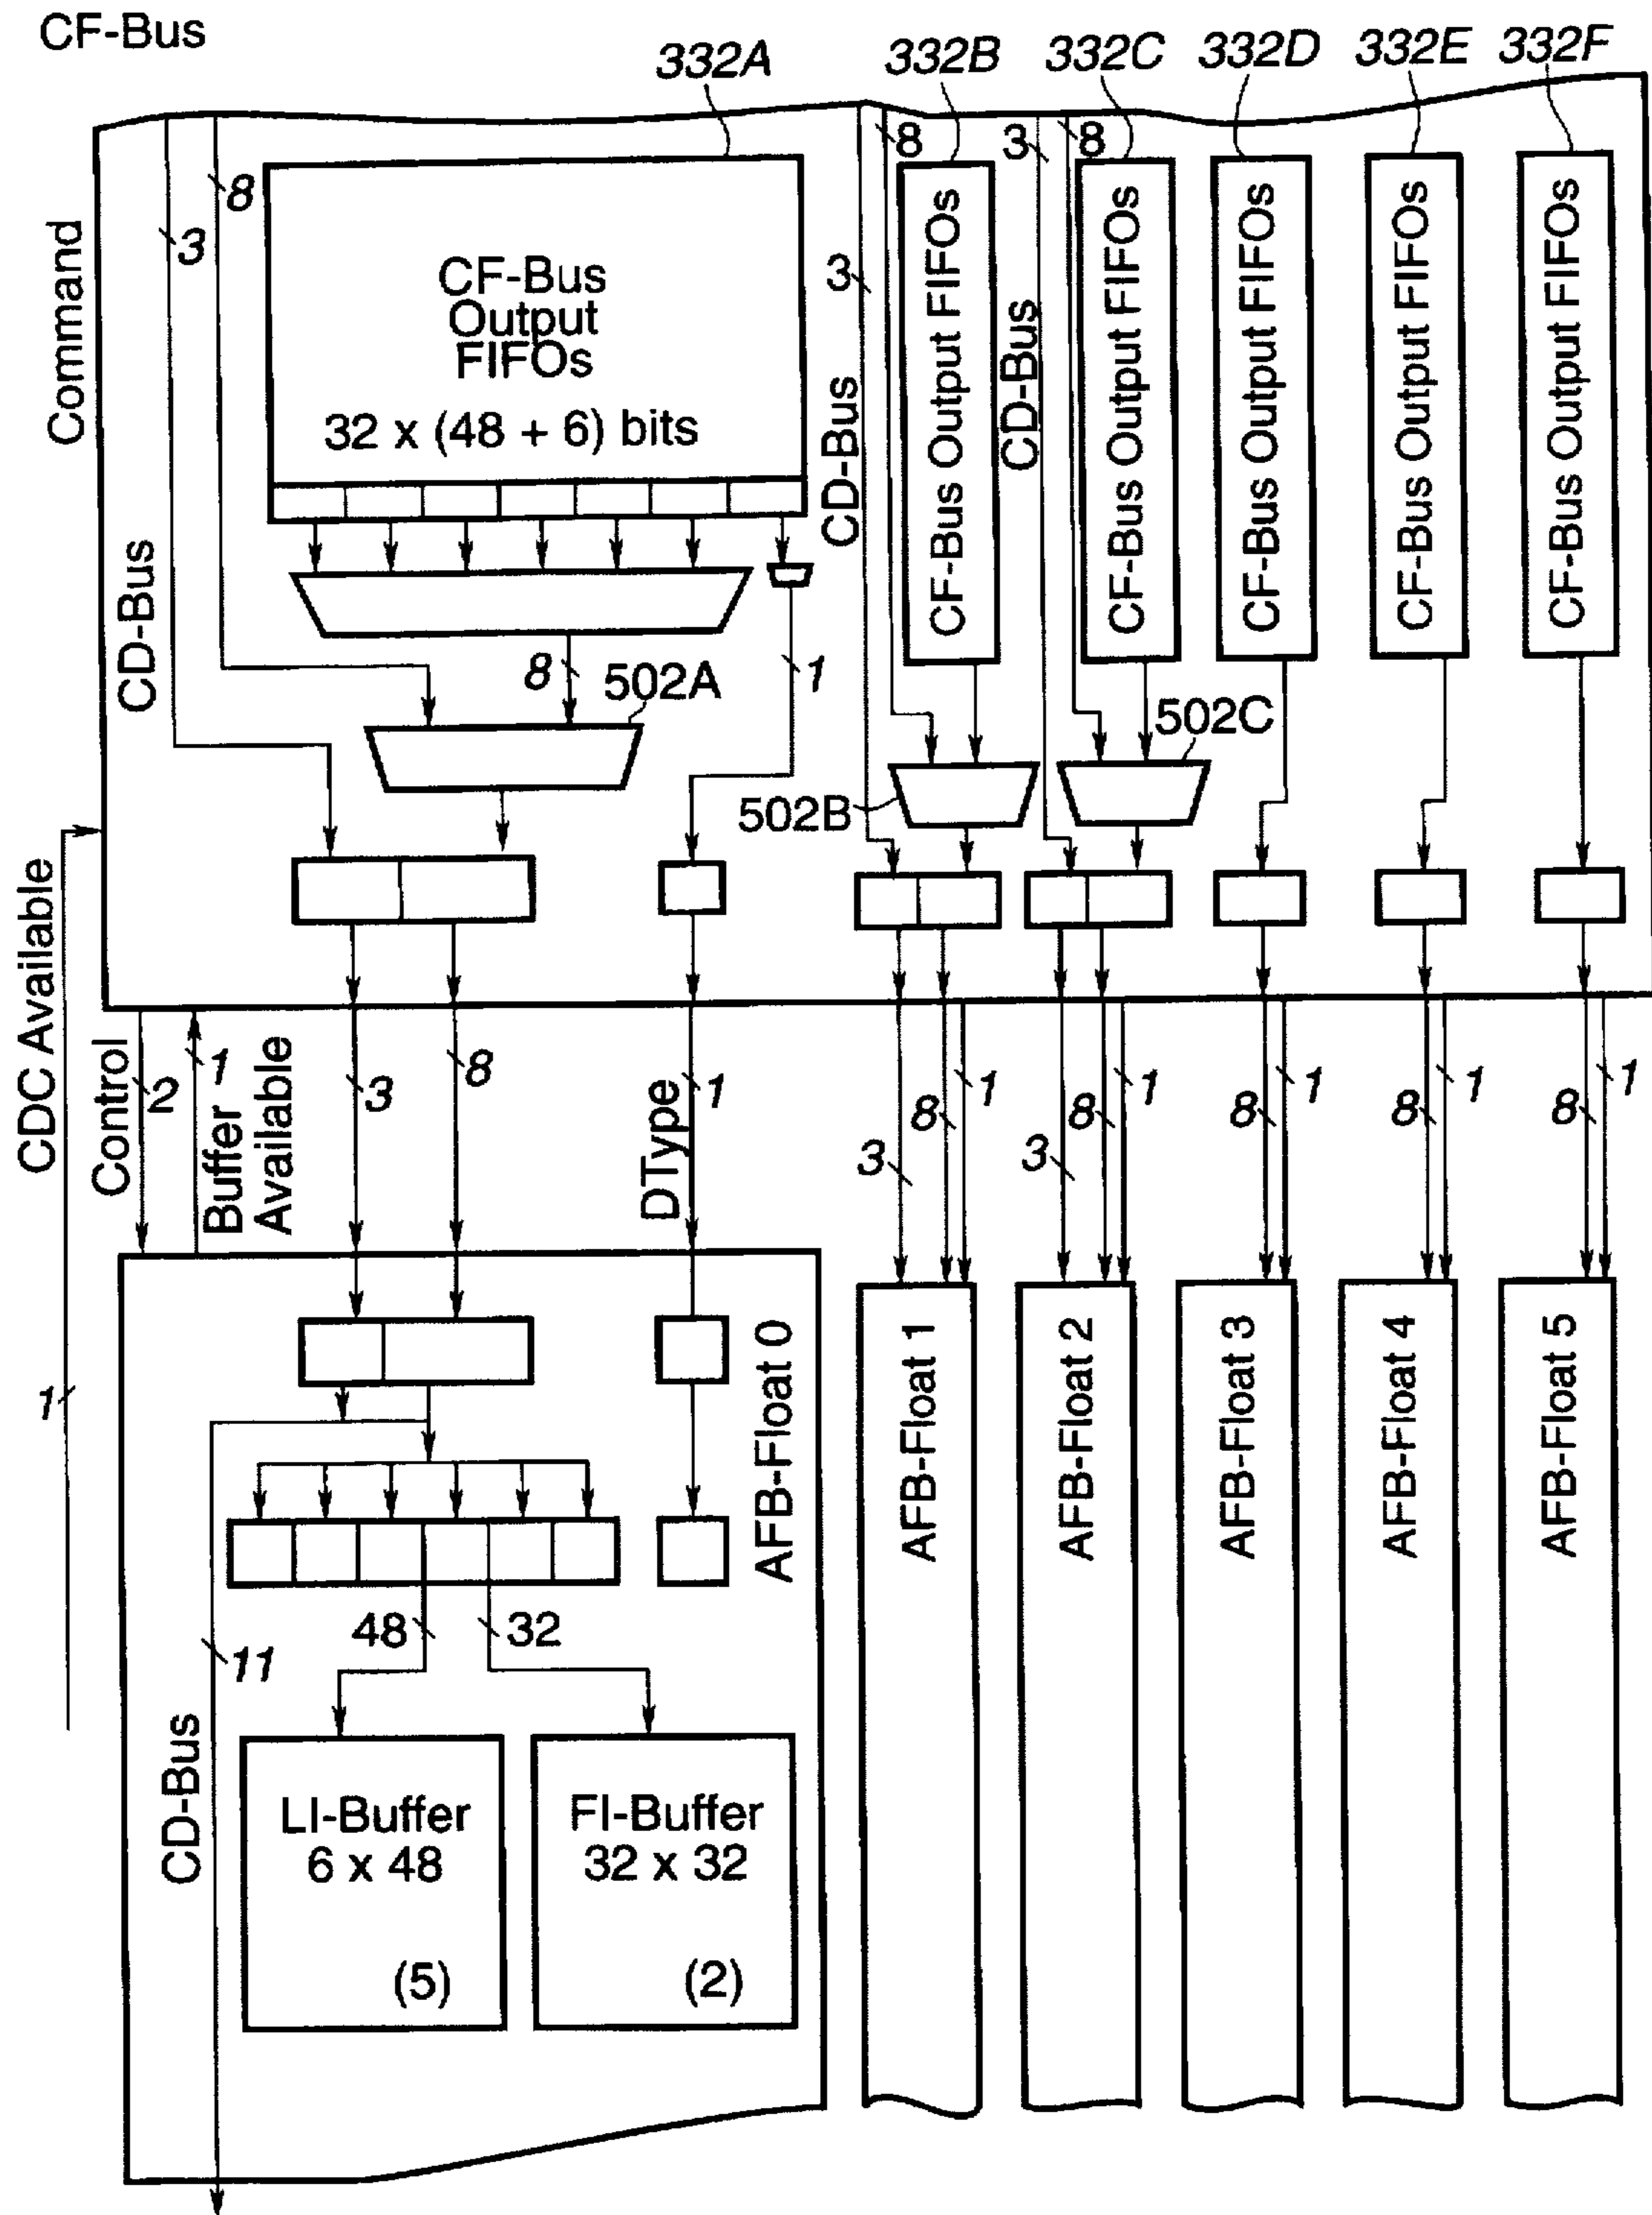 CF-Bus
332A
332B
332C
332D
332E
332F
Command
3
8
CF-Bus
Output
FIFOs
32 x (48 + 6) bits
3
8
CD-Bus
CF-Bus Output FIFOs
3
8
CD-Bus
CF-Bus Output FIFOs
CF-Bus Output FIFOs
CF-Bus Output FIFOs
CF-Bus Output FIFOs
CD-Bus
8
502A
1
502B
502C
CDC Available
1
Control
2
1
Buffer
Available
3
8
DType
1
3
8
1
3
8
1
8
1
8
1
8
1
AFB-Float 0
AFB-Float 1
AFB-Float 2
AFB-Float 3
AFB-Float 4
AFB-Float 5
48
32
11
CD-Bus
LI-Buffer
6 x 48
(5)
FI-Buffer
32 x 32
(2)